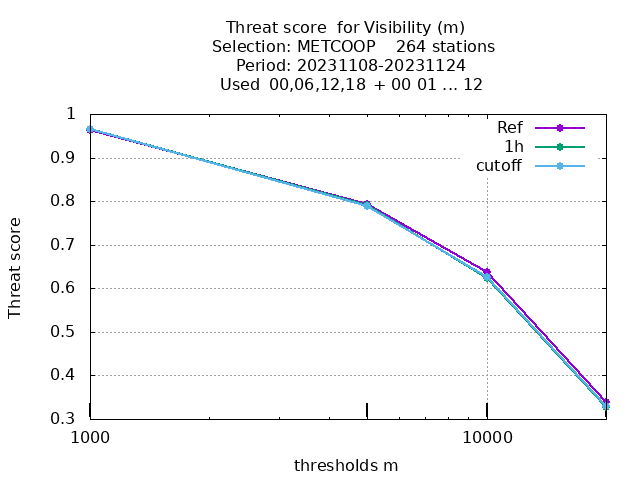 Threat score  for Visibility (m)
Selection: METCOOP    264 stations
Period: 20231108-20231124
Used  00,06,12,18  + 00 01 ... 12
Ref
1h
cutoff
1
0.9
0.8
0.7
0.6
0.5
0.4
0.3
Threat score
1000
10000
thresholds m